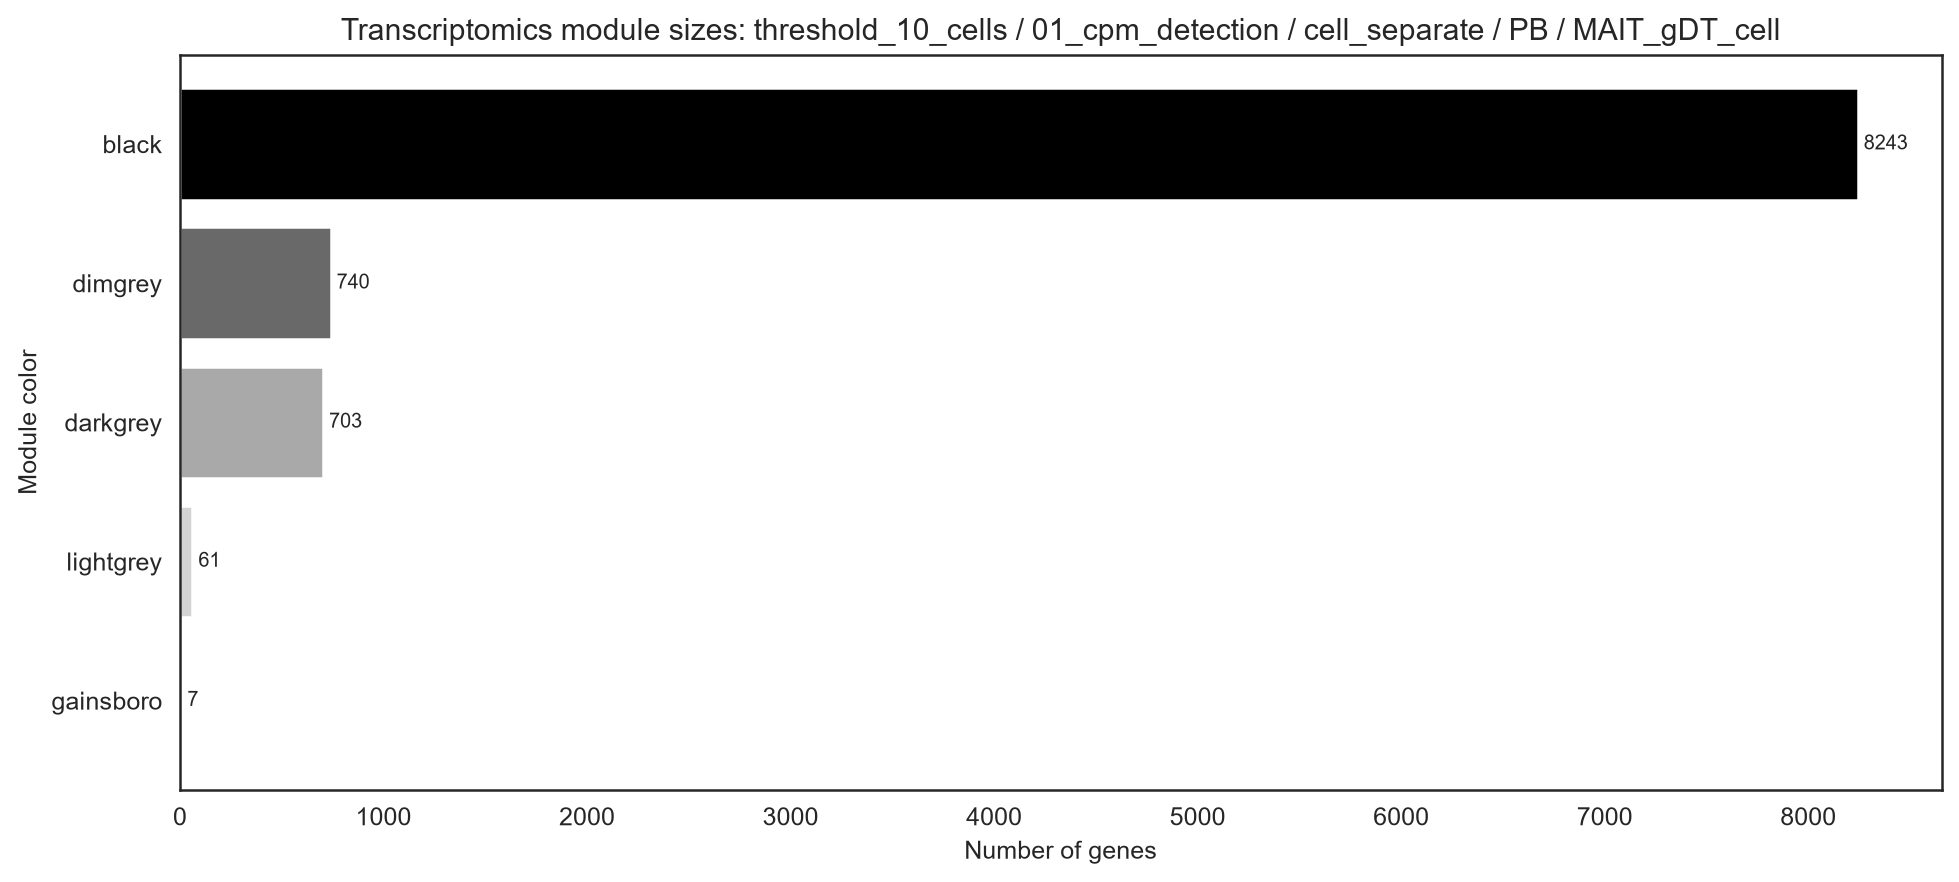 Transcriptomics module sizes: threshold_10_cells / 01_cpm_detection / cell_separate / PB / MAIT_gDT_cell
Module color
black
8243
dimgrey
740
darkgrey
703
lightgrey
61
gainsboro
7
0 1000 2000 3000 4000 5000 6000 7000 8000
Number of genes